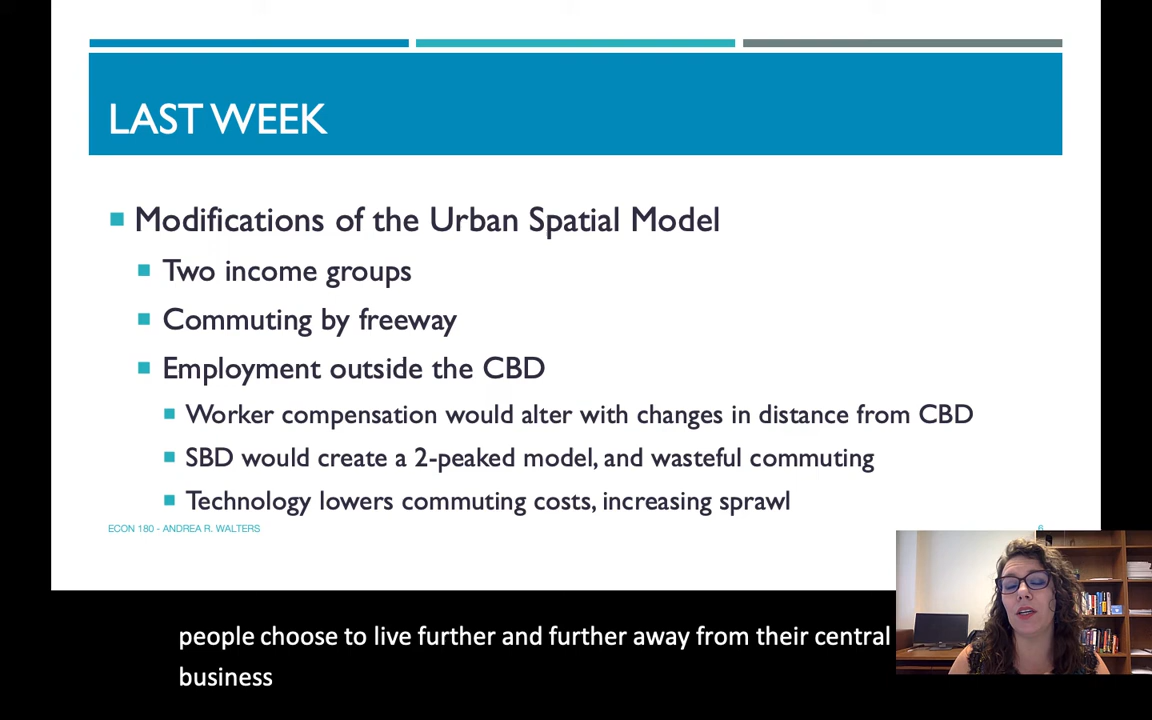 LAST WEEK
Modifications of the Urban Spatial Model
Two income groups
Commuting by freeway
Employment outside the CBD
Worker compensation would alter with changes in distance from CBD
SBD would create a 2-peaked model, and wasteful commuting
Technology lowers commuting costs, increasing sprawl
ECON 180 - ANDREA R. WALTERS
people choose to live further and further away from their central
business